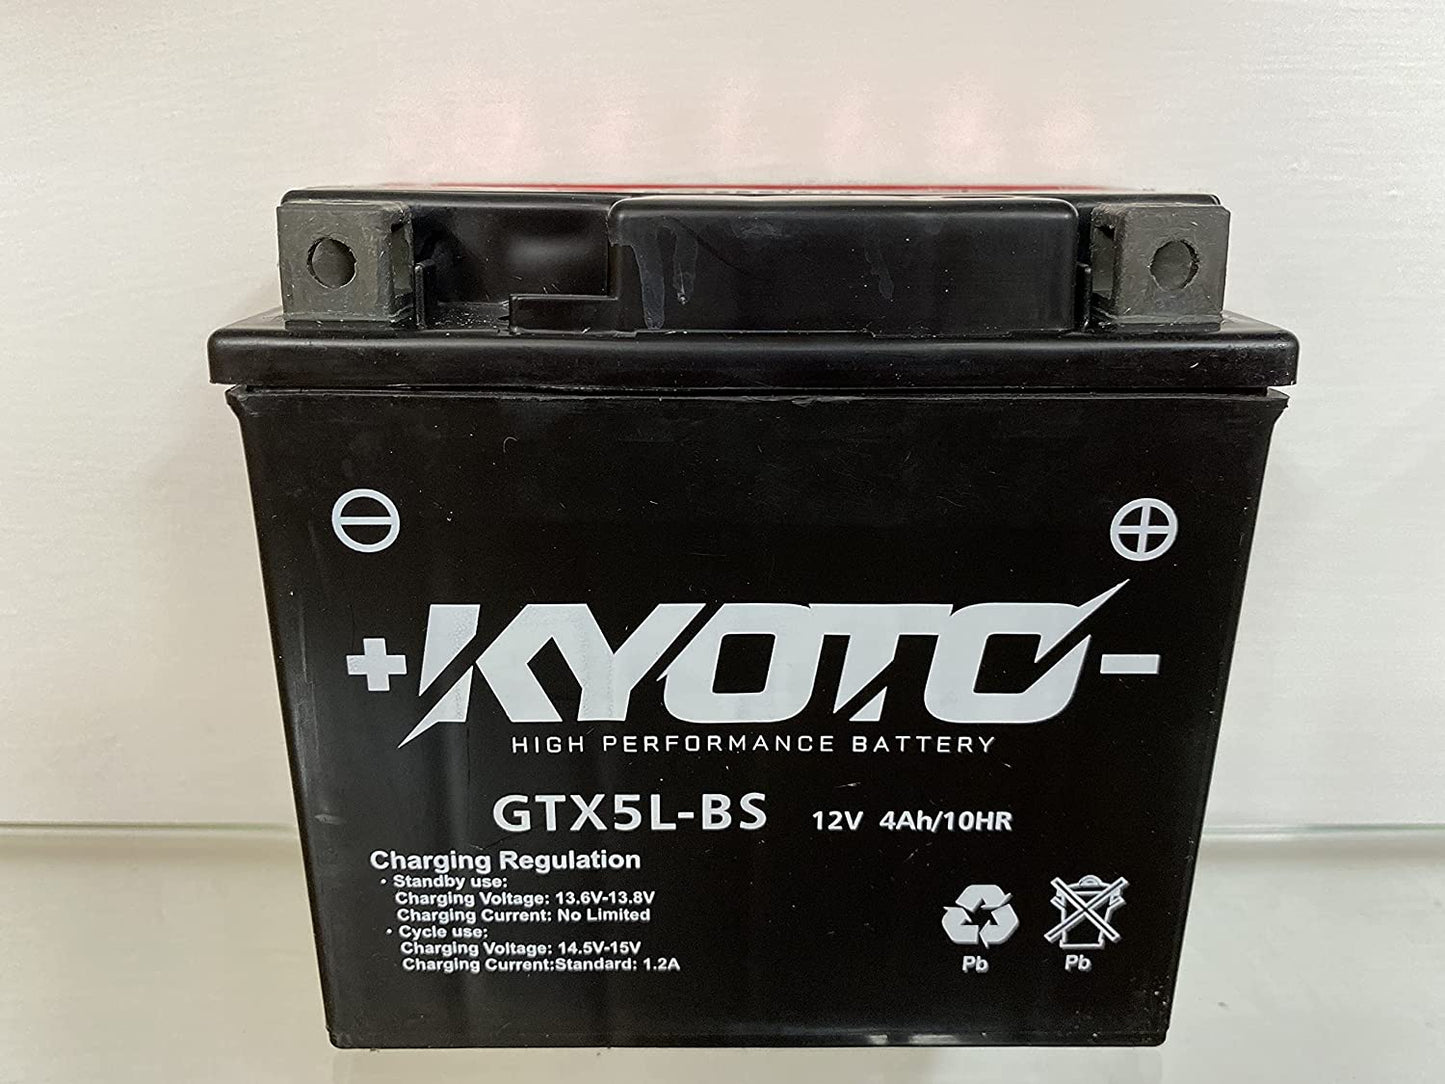 KYOTO
HIGH PERFORMANCE BATTERY
GTX5L-BS 12V 4Ah/10HR
Charging Regulation
· Standby use:
Charging Voltage: 13.6V-13.8V
Charging Current: No Limited
· Cycle use:
Charging Voltage: 14.5V-15V
Charging Current:Standard: 1.2A
Pb Pb